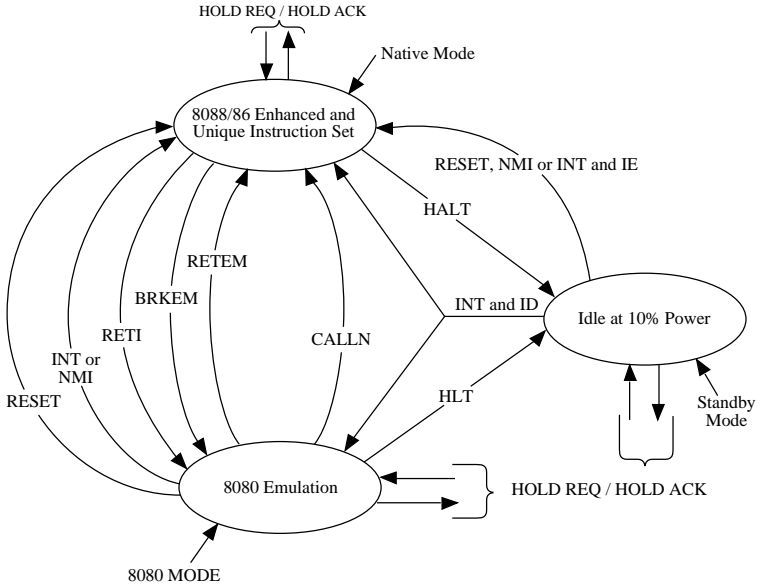 HOLD REQ / HOLD ACK
Native Mode
8088/86 Enhanced and
Unique Instruction Set
RESET, NMI or INT and IE
HALT
RETEM
BRKEM
INT and ID
Idle at 10% Power
RETI
CALLN
INT or
NMI
RESET
HLT
Standby
Mode
8080 Emulation
HOLD REQ / HOLD ACK
8080 MODE